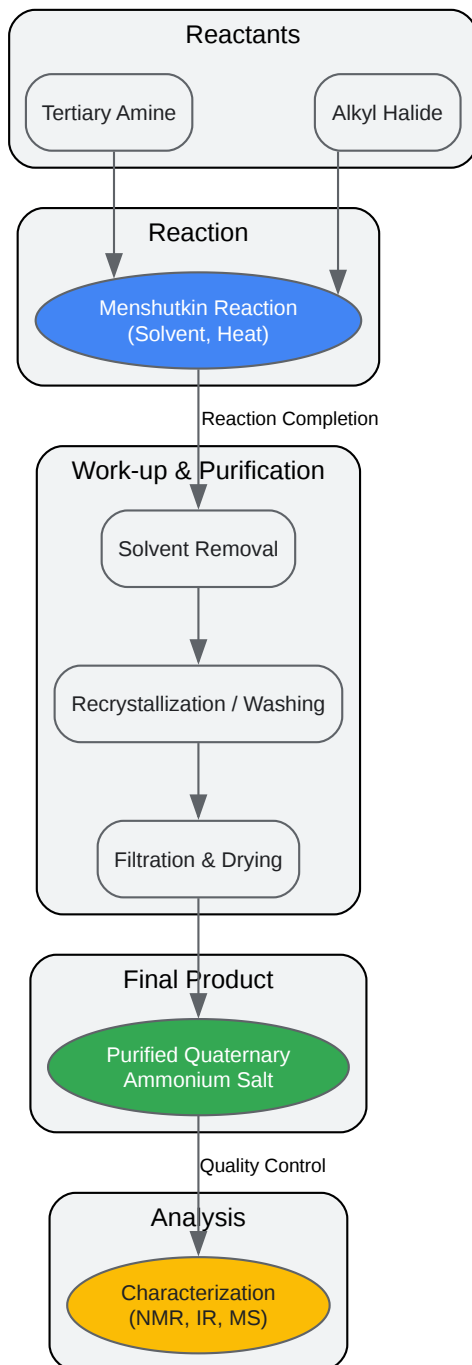 Reactants
Tertiary Amine
Alkyl Halide
Reaction
Menshutkin Reaction
(Solvent, Heat)
Reaction Completion
Work-up & Purification
Solvent Removal
Recrystallization / Washing
Filtration & Drying
Final Product
Purified Quaternary
Ammonium Salt
Quality Control
Analysis
Characterization
(NMR, IR, MS)